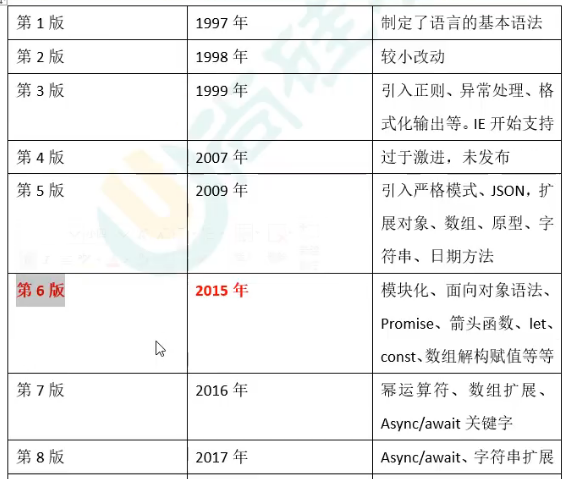 第 1 版 1997 年 制定了语言的基本语法
第 2 版 1998 年 较小改动
第 3 版 1999 年 引入正则、异常处理、格
式化输出等。IE 开始支持
第 4 版 2007 年 过于激进，未发布
第 5 版 2009 年 引入严格模式、JSON，扩
展对象、数组、原型、字
符串、日期方法
第 6 版 2015 年 模块化、面向对象语法、
Promise、箭头函数、let、
const、数组解构赋值等等
第 7 版 2016 年 幂运算符、数组扩展、
Async/await 关键字
第 8 版 2017 年 Async/await、字符串扩展